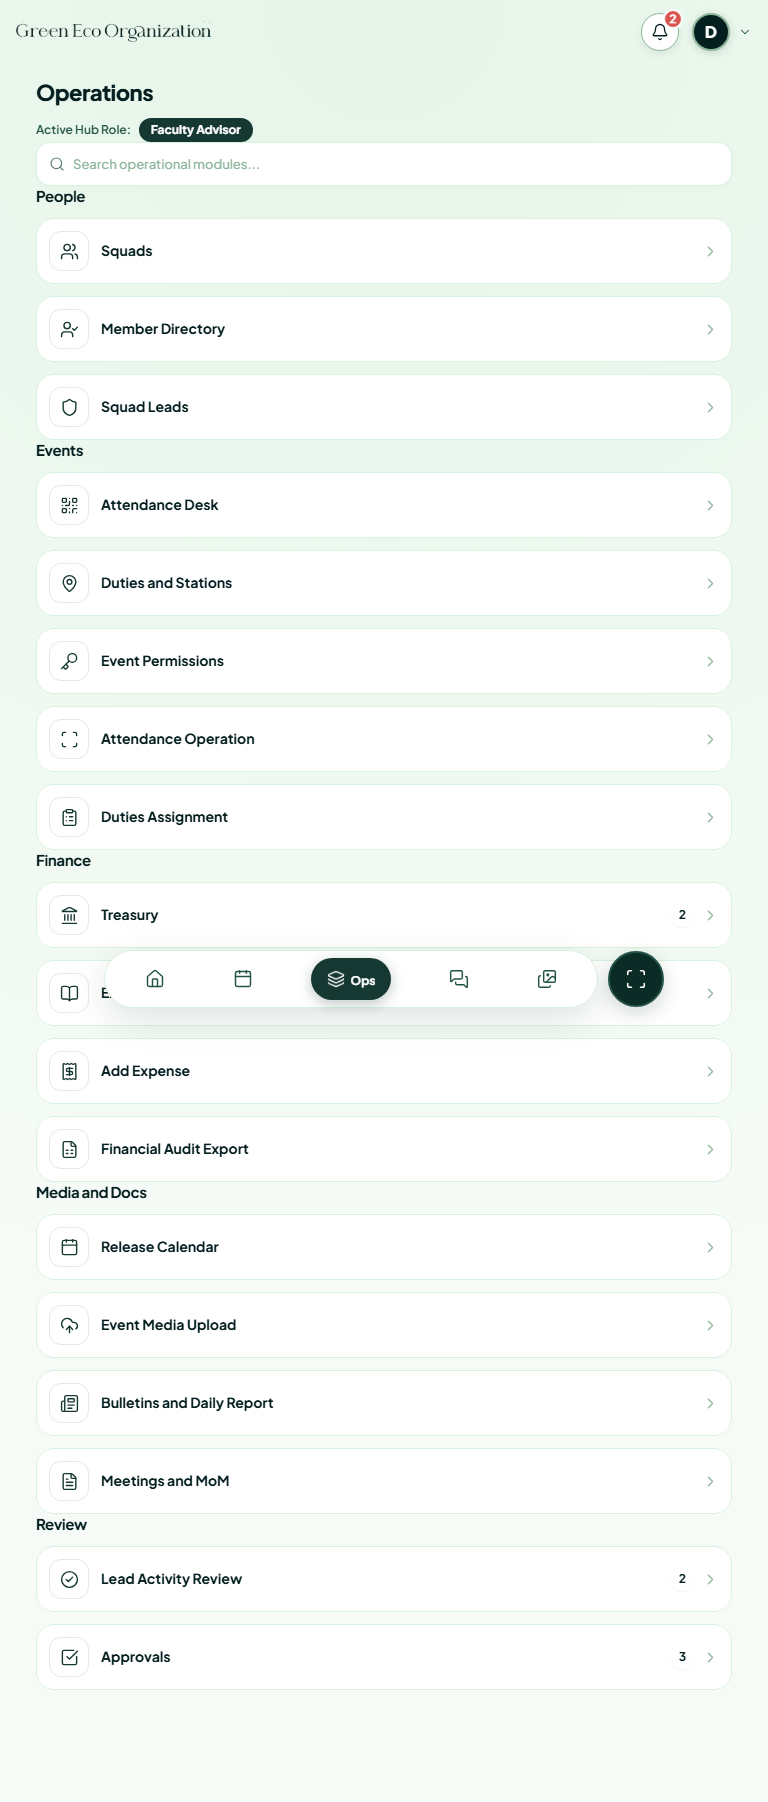 Green Eco Organization
2
D
Operations
Active Hub Role:
Faculty Advisor
Search operational modules...
People
Squads
Member Directory
Squad Leads
Events
Attendance Desk
Duties and Stations
Event Permissions
Attendance Operation
Duties Assignment
Finance
Treasury
2
Ops
Add Expense
Financial Audit Export
Media and Docs
Release Calendar
Event Media Upload
Bulletins and Daily Report
Meetings and MoM
Review
Lead Activity Review
2
Approvals
3